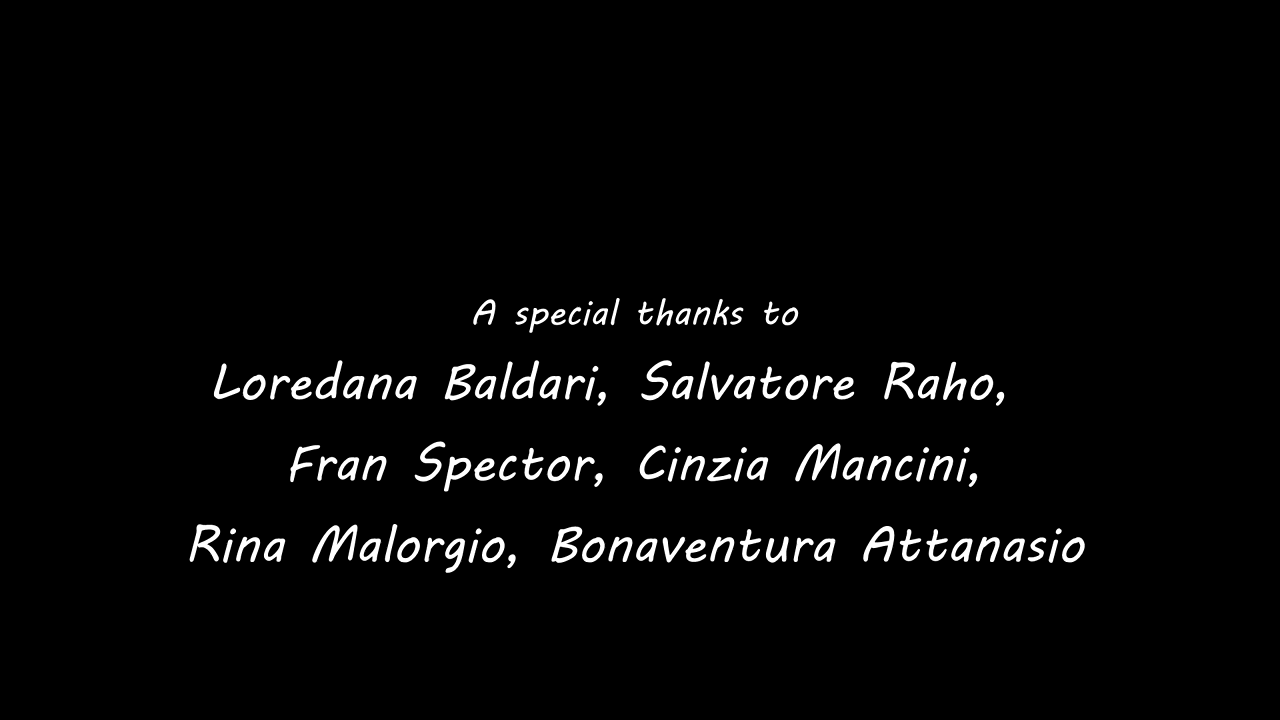 A special thanks to
Loredana Baldari, Salvatore Raho,
Fran Spector, Cinzia Mancini,
Rina Malorgio, Bonaventura Attanasio